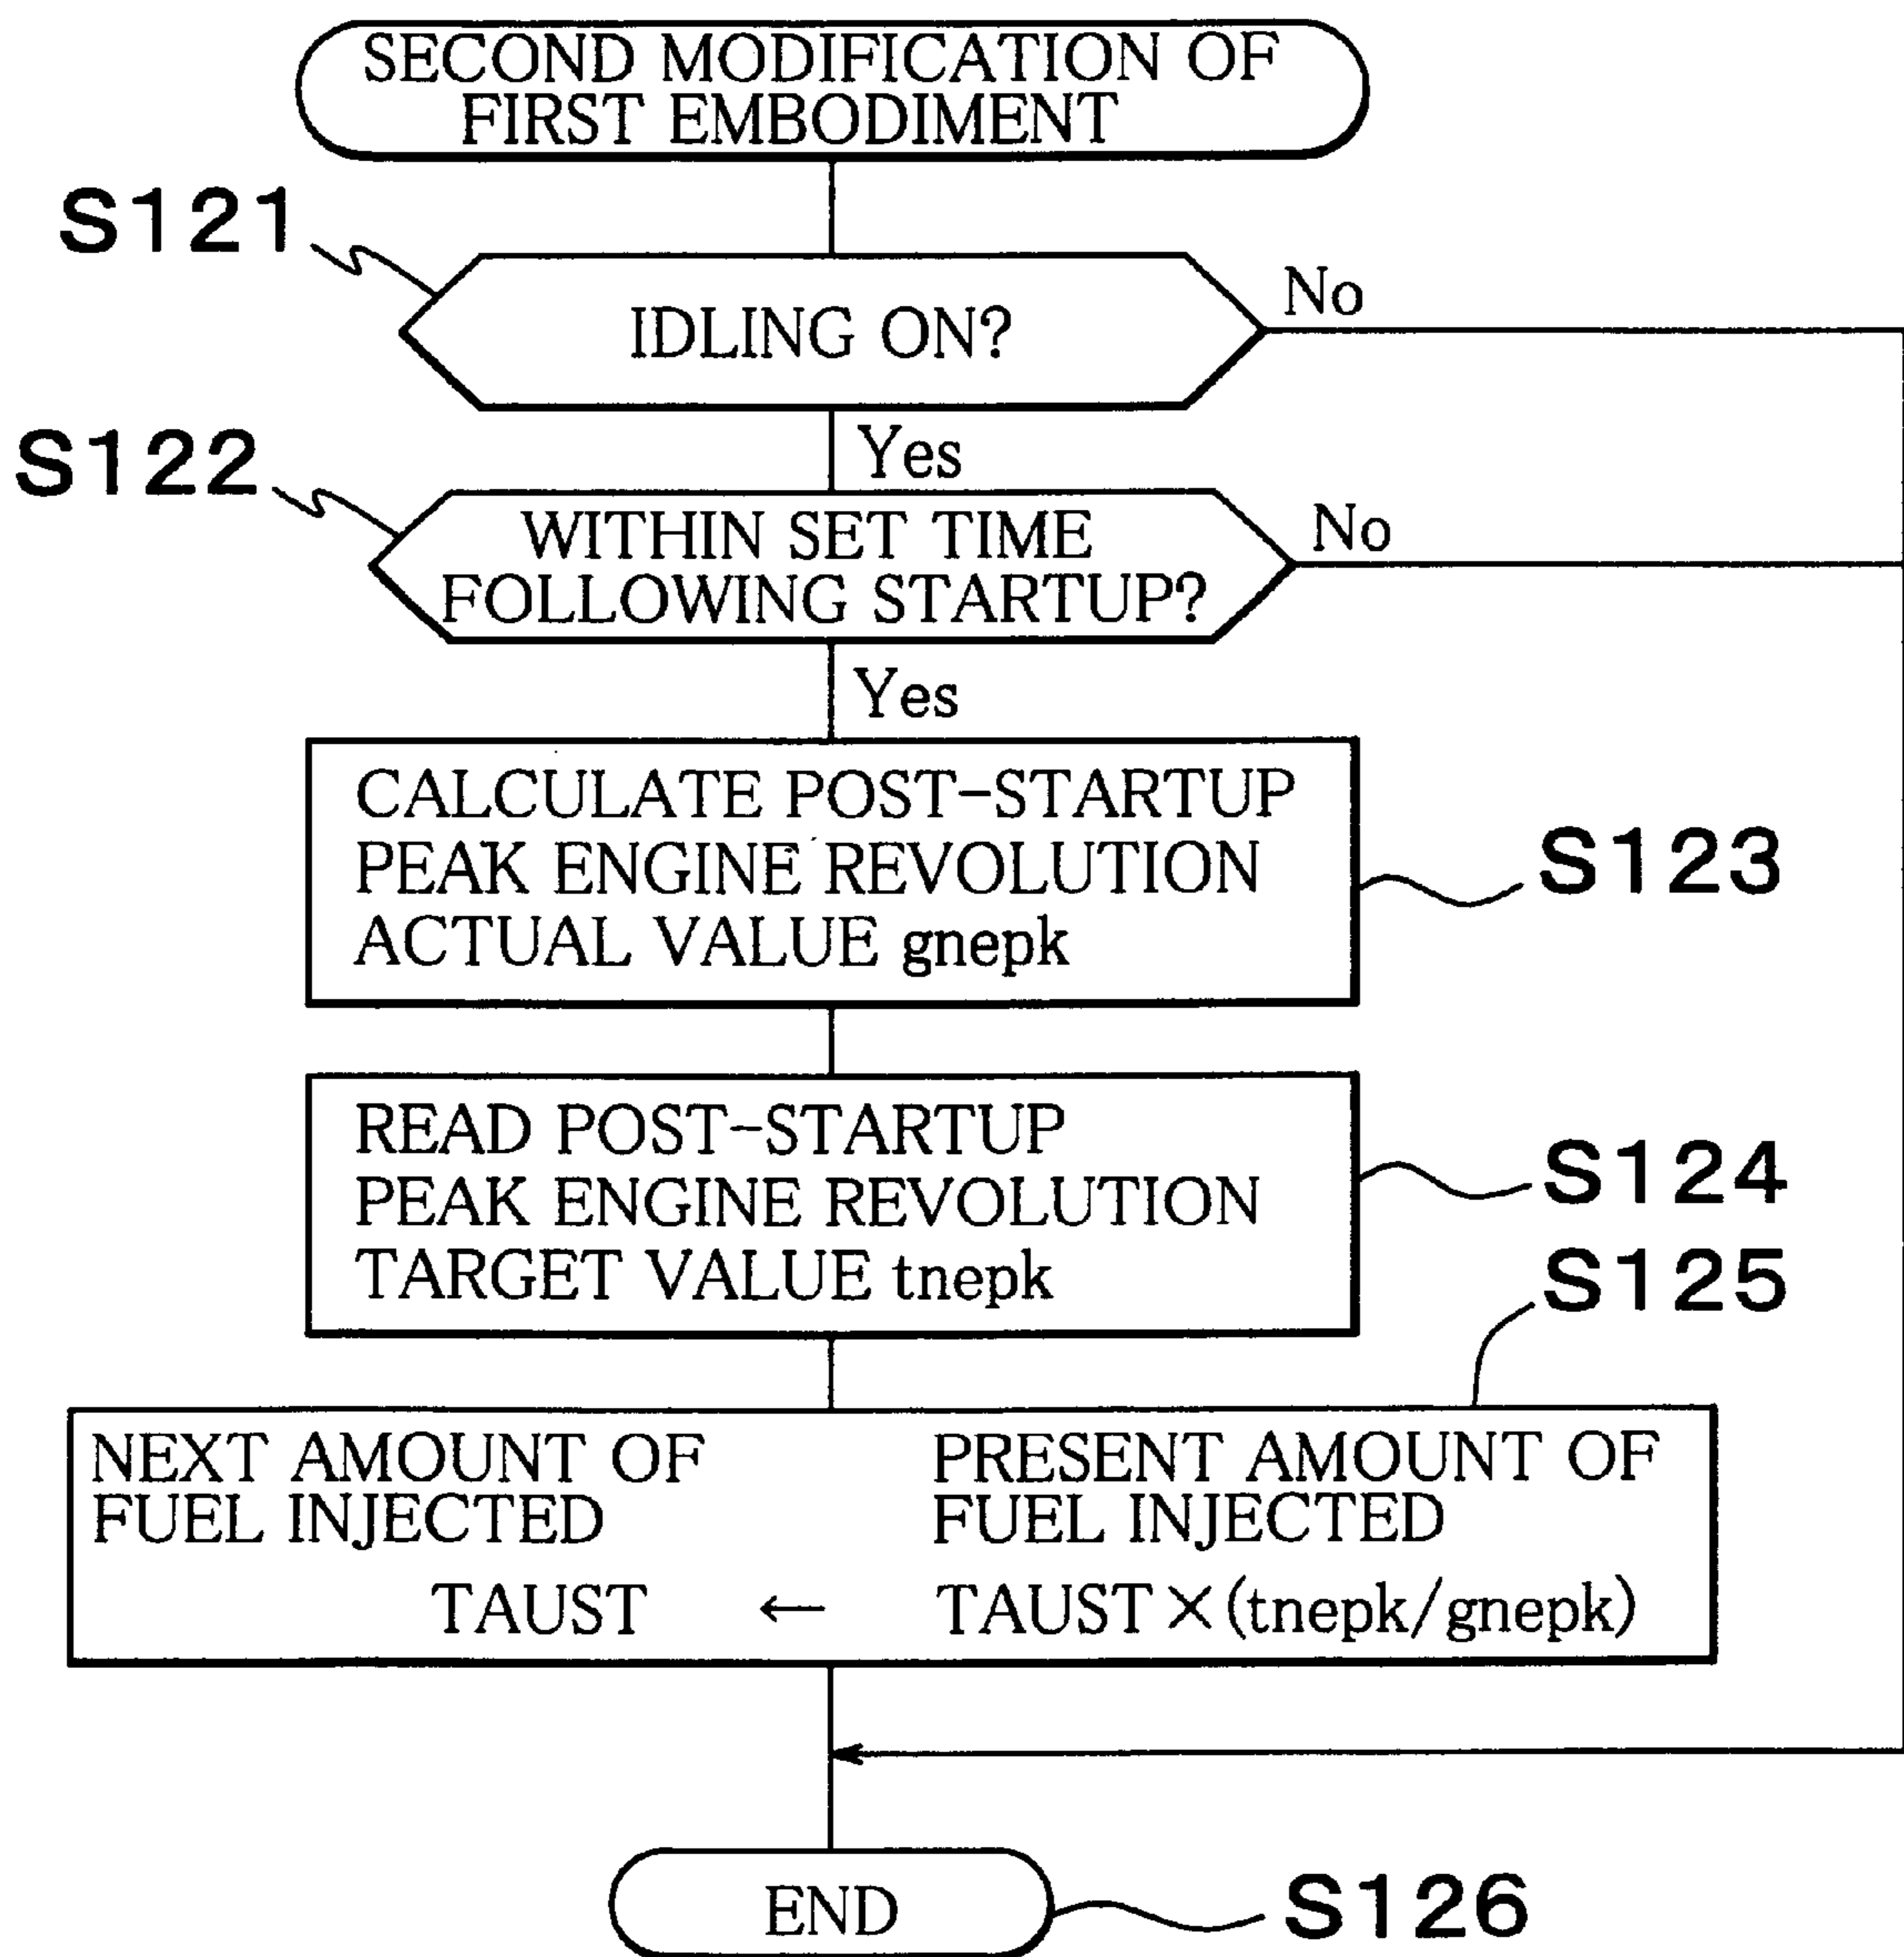 SECOND MODIFICATION OF
FIRST EMBODIMENT
S121
IDLING ON?
No
Yes
S122
WITHIN SET TIME
FOLLOWING STARTUP?
No
Yes
CALCULATE POST-STARTUP
PEAK ENGINE REVOLUTION
ACTUAL VALUE gnepk
S123
READ POST-STARTUP
PEAK ENGINE REVOLUTION
TARGET VALUE tnepk
S124
S125
NEXT AMOUNT OF
FUEL INJECTED
PRESENT AMOUNT OF
FUEL INJECTED
TAUST ← TAUST×(tnepk/gnepk)
END
S126